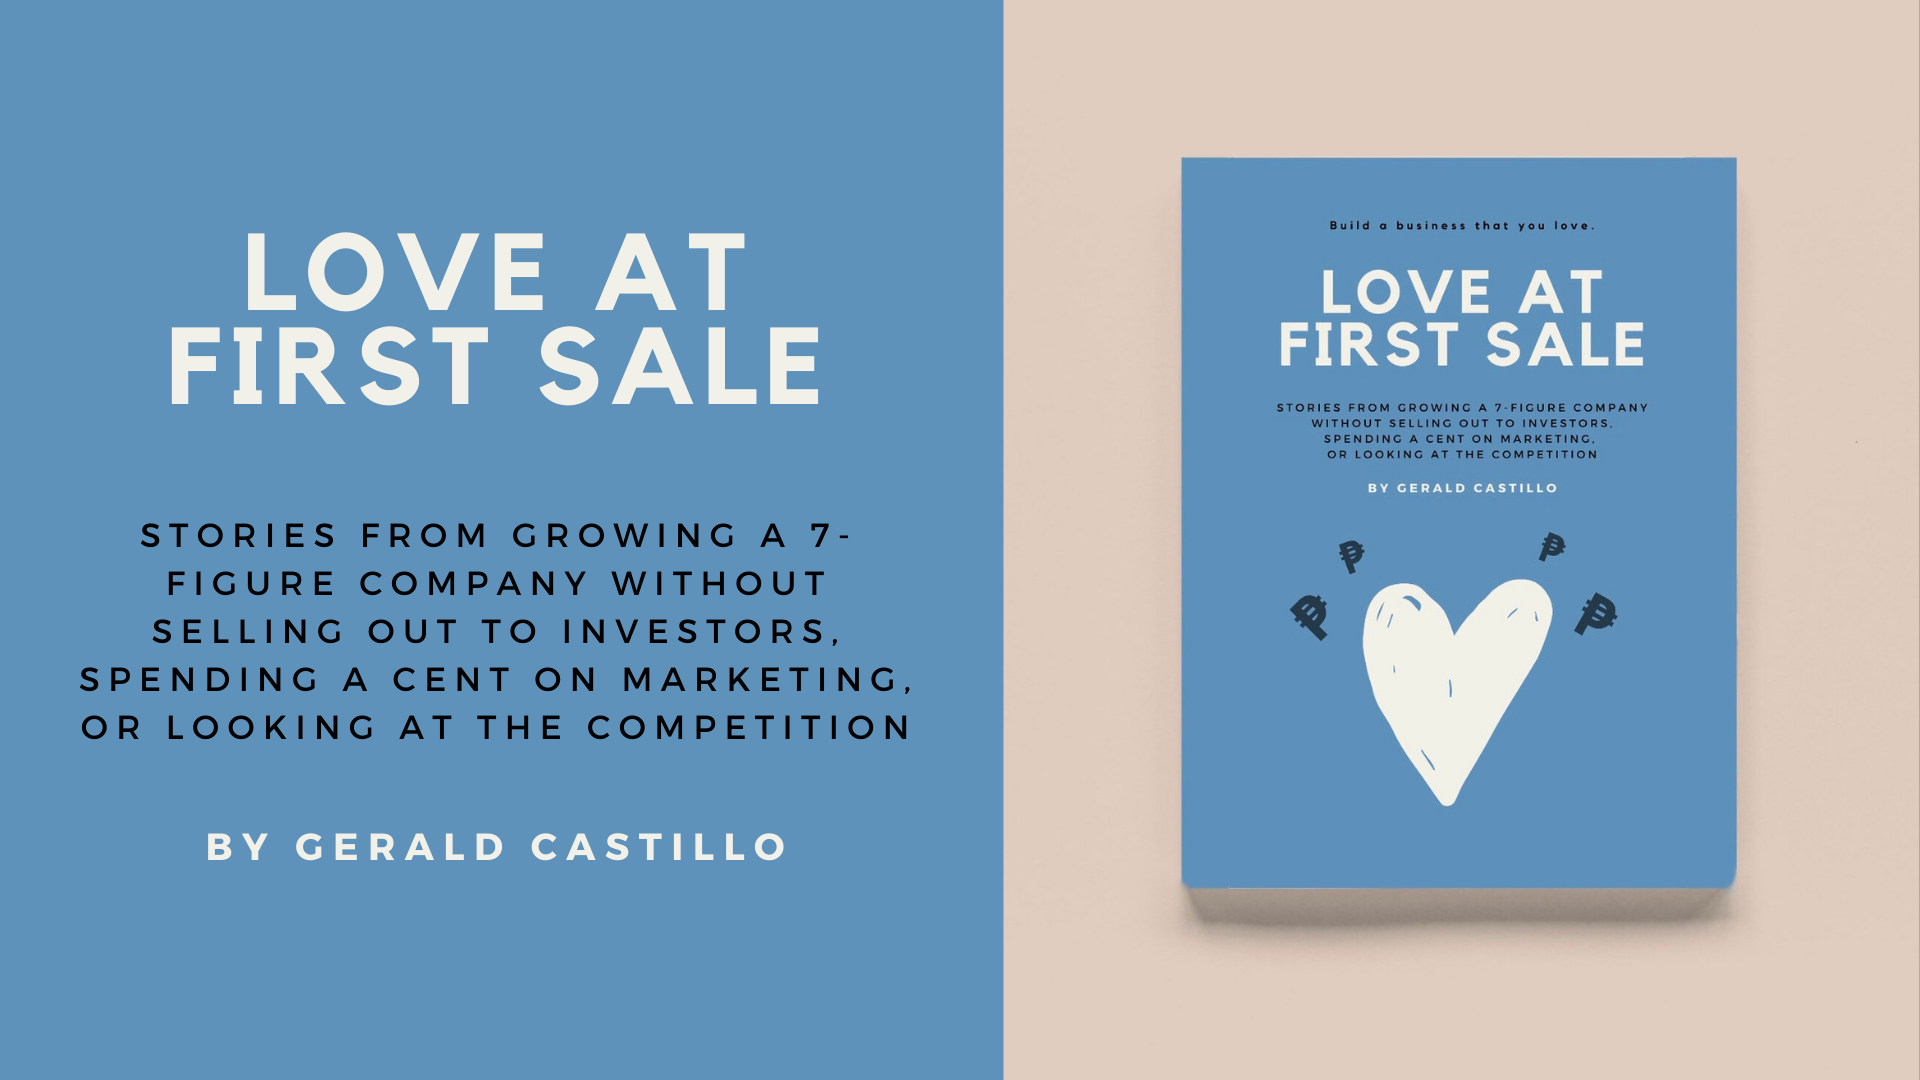 LOVE AT
FIRST SALE
STORIES FROM GROWING A 7-
FIGURE COMPANY WITHOUT
SELLING OUT TO INVESTORS,
SPENDING A CENT ON MARKETING,
OR LOOKING AT THE COMPETITION
BY GERALD CASTILLO
Build a business that you love.
LOVE AT
FIRST SALE
STORIES FROM GROWING A 7-FIGURE COMPANY
WITHOUT SELLING OUT TO INVESTORS,
SPENDING A CENT ON MARKETING,
OR LOOKING AT THE COMPETITION
BY GERALD CASTILLO
₱ ₱
₱ ₱